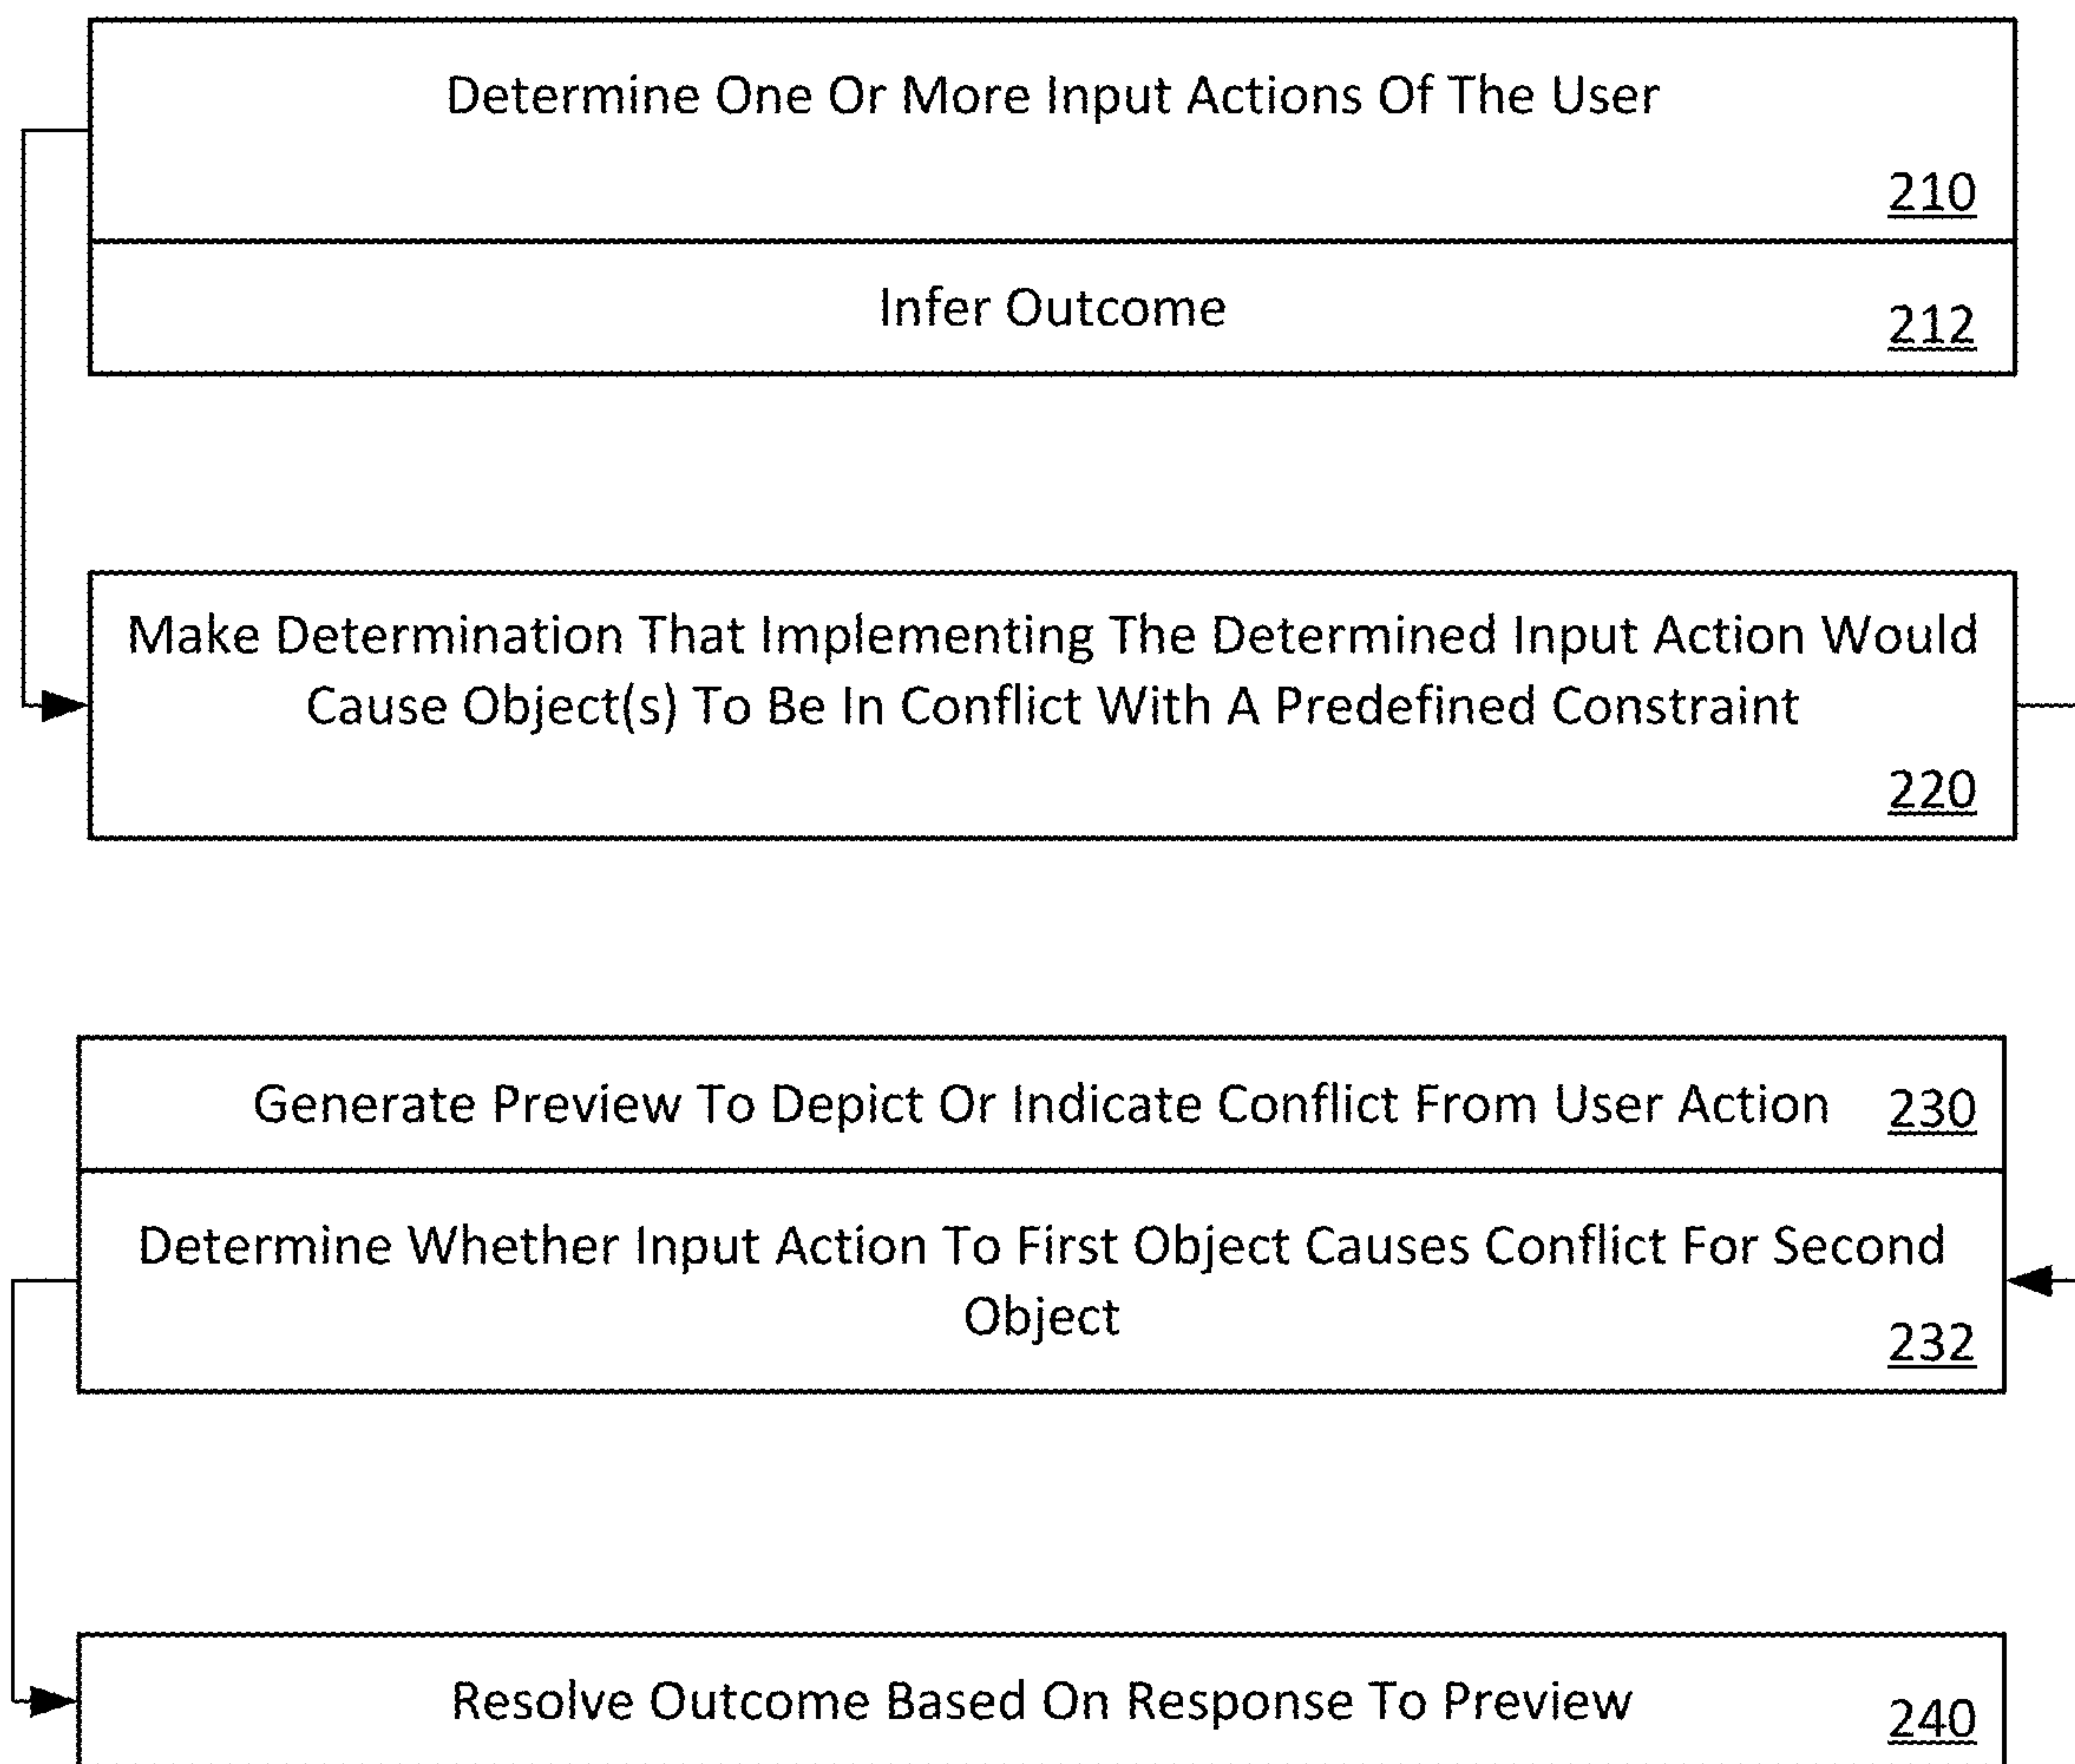 Determine One Or More Input Actions Of The User
210
Infer Outcome
212
Make Determination That Implementing The Determined Input Action Would
Cause Object(s) To Be In Conflict With A Predefined Constraint
220
Generate Preview To Depict Or Indicate Conflict From User Action 230
Determine Whether Input Action To First Object Causes Conflict For Second
Object
232
Resolve Outcome Based On Response To Preview
240